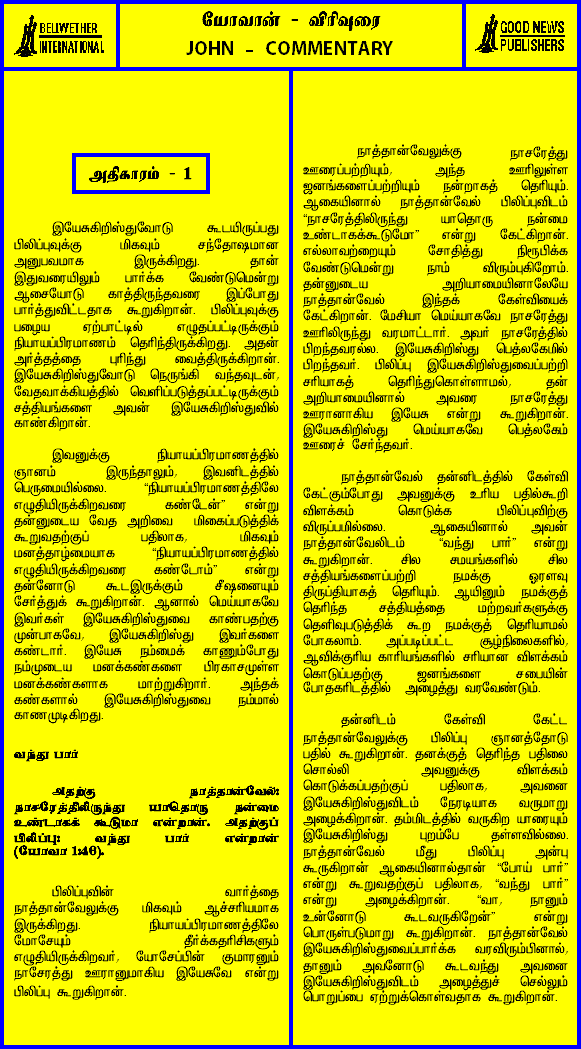 BELWETHER
INTERNATIONAL
யோவான் - விரிவுரை
JOHN - COMMENTARY
GOOD NEWS
PUBLISHERS
அதிகாரம் - 1
இயேசுகிறிஸ்துவோடு கூடயிருப்பது
பிலிப்புவுக்கு மிகவும் சந்தோஷமான
அனுபவமாக இருக்கிறது. தான்
இதுவரையிலும் பார்க்க வேண்டுமென்று
ஆசையோடு காத்திருந்தவரை இப்போது
பார்த்துவிட்டதாக கூறுகிறான். பிலிப்புவுக்கு
பழைய ஏற்பாட்டில் எழுதப்பட்டிருக்கும்
நியாயப்பிரமாணம் தெரிந்திருக்கிறது. அதன்
அர்த்தத்தை புரிந்து வைத்திருக்கிறான்.
இயேசுகிறிஸ்துவோடு நெருங்கி வந்தவுடன்,
வேதவாக்கியத்தில் வெளிப்படுத்தப்பட்டிருக்கும்
சத்தியங்களை அவன் இயேசுகிறிஸ்துவில்
காண்கிறான்.
இவனுக்கு நியாயப்பிரமாணத்தில்
ஞானம் இருந்தாலும், இவனிடத்தில்
பெருமையில்லை. “நியாயப்பிரமாணத்திலே
எழுதியிருக்கிறவரை கண்டேன்” என்று
தன்னுடைய வேத அறிவை மிகைப்படுத்திக்
கூறுவதற்குப் பதிலாக, மிகவும்
மனத்தாழ்மையாக “நியாயப்பிரமாணத்தில்
எழுதியிருக்கிறவரை கண்டோம்” என்று
தன்னோடு கூடஇருக்கும் சீஷனையும்
சேர்த்துக் கூறுகிறான். ஆனால் மெய்யாகவே
இவர்கள் இயேசுகிறிஸ்துவை காண்பதற்கு
முன்பாகவே, இயேசுகிறிஸ்து இவர்களை
கண்டார். இயேசு நம்மைக் காணும்போது
நம்முடைய மனக்கண்களை பிரகாசமுள்ள
மனக்கண்களாக மாற்றுகிறார். அந்தக்
கண்களால் இயேசுகிறிஸ்துவை நம்மால்
காணமுடிகிறது.
வந்து பார்
அதற்கு நாத்தான்வேல்:
நாசரேத்திலிருந்து யாதொரு நன்மை
உண்டாகக் கூடுமா என்றான். அதற்குப்
பிலிப்பு: வந்து பார் என்றான்
(யோவா 1:46).
பிலிப்புவின் வார்த்தை
நாத்தான்வேலுக்கு மிகவும் ஆச்சரியமாக
இருக்கிறது. நியாயப்பிரமாணத்திலே
மோசேயும் தீர்க்கதரிசிகளும்
எழுதியிருக்கிறவர், யோசேப்பின் குமாரனும்
நாசேரத்து ஊரானுமாகிய இயேசுவே என்று
பிலிப்பு கூறுகிறான்.
நாத்தான்வேலுக்கு நாசரேத்து
ஊரைப்பற்றியும், அந்த ஊரிலுள்ள
ஜனங்களைப்பற்றியும் நன்றாகத் தெரியும்.
ஆகையினால் நாத்தான்வேல் பிலிப்புவிடம்
“நாசரேத்திலிருந்து யாதொரு நன்மை
உண்டாகக்கூடுமோ” என்று கேட்கிறான்.
எல்லாவற்றையும் சோதித்து நிரூபிக்க
வேண்டுமென்று நாம் விரும்புகிறோம்.
தன்னுடைய அறியாமையினாலேயே
நாத்தான்வேல் இந்தக் கேள்வியைக்
கேட்கிறான். மேசியா மெய்யாகவே நாசரேத்து
ஊரிலிருந்து வரமாட்டார். அவர் நாசரேத்தில்
பிறந்தவரல்ல. இயேசுகிறிஸ்து பெத்லகேமில்
பிறந்தவர். பிலிப்பு இயேசுகிறிஸ்துவைப்பற்றி
சரியாகத் தெரிந்துகொள்ளாமல், தன்
அறியாமையினால் அவரை நாசரேத்து
ஊரானாகிய இயேசு என்று கூறுகிறான்.
இயேசுகிறிஸ்து மெய்யாகவே பெத்லகேம்
ஊரைச் சேர்ந்தவர்.
நாத்தான்வேல் தன்னிடத்தில் கேள்வி
கேட்கும்போது அவனுக்கு உரிய பதில்கூறி
விளக்கம் கொடுக்க பிலிப்புவிற்கு
விருப்பமில்லை. ஆகையினால் அவன்
நாத்தான்வேலிடம் “வந்து பார்” என்று
கூறுகிறான். சில சமயங்களில் சில
சத்தியங்களைப்பற்றி நமக்கு ஓரளவு
திருப்தியாகத் தெரியும். ஆயினும் நமக்குத்
தெரிந்த சத்தியத்தை மற்றவர்களுக்கு
தெளிவுபடுத்திக் கூற நமக்குத் தெரியாமல்
போகலாம். அப்படிப்பட்ட சூழ்நிலைகளில்,
ஆவிக்குரிய காரியங்களில் சரியான விளக்கம்
கொடுப்பதற்கு ஜனங்களை சபையின்
போதகரிடத்தில் அழைத்து வரவேண்டும்.
தன்னிடம் கேள்வி கேட்ட
நாத்தான்வேலுக்கு பிலிப்பு ஞானத்தோடு
பதில் கூறுகிறான். தனக்குத் தெரிந்த பதிலை
சொல்லி அவனுக்கு விளக்கம்
கொடுக்கப்பதற்குப் பதிலாக, அவனை
இயேசுகிறிஸ்துவிடம் நேரடியாக வருமாறு
அழைக்கிறான். தம்மிடத்தில் வருகிற யாரையும்
இயேசுகிறிஸ்து புறம்பே தள்ளவில்லை.
நாத்தான்வேல் மீது பிலிப்பு அன்பு
கூருகிறான் ஆகையினால்தான் “போய் பார்”
என்று கூறுவதற்குப் பதிலாக, “வந்து பார்”
என்று அழைக்கிறான். “வா, நானும்
உன்னோடு கூடவருகிறேன்” என்று
பொருள்படுமாறு கூறுகிறான். நாத்தான்வேல்
இயேசுகிறிஸ்துவைப்பார்க்க வரவிரும்பினால்,
தானும் அவனோடு கூடவந்து அவனை
இயேசுகிறிஸ்துவிடம் அழைத்துச் செல்லும்
பொறுப்பை ஏற்றுக்கொள்வதாக கூறுகிறான்.